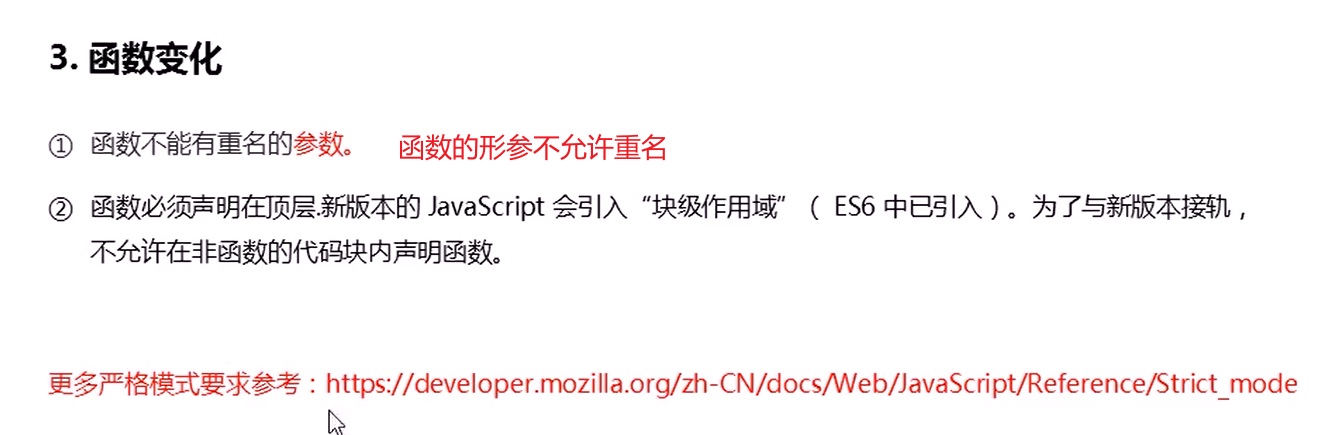 3. 函数变化
① 函数不能有重名的参数。 函数的形参不允许重名
② 函数必须声明在顶层.新版本的 JavaScript 会引入“块级作用域”（ ES6 中已引入）。为了与新版本接轨，
不允许在非函数的代码块内声明函数。
更多严格模式要求参考：https://developer.mozilla.org/zh-CN/docs/Web/JavaScript/Reference/Strict_mode